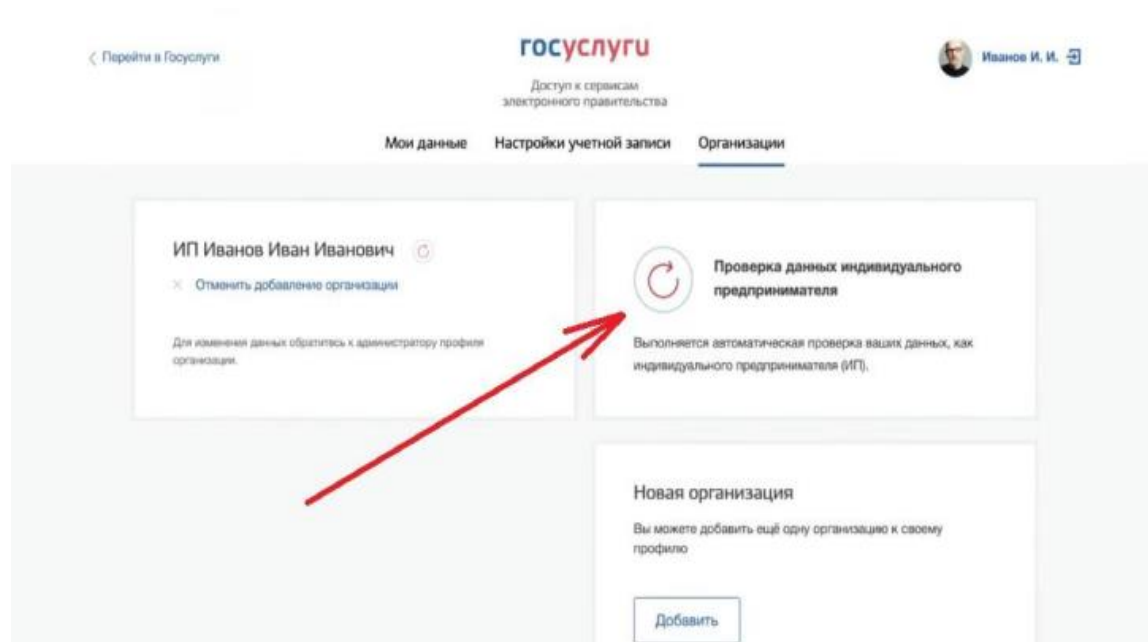 Перейти в Госуслуги
госуслуги
Иванов И. И.
Доступ к сервисам
электронного правительства
Мои данные Настройки учетной записи Организации
ИП Иванов Иван Иванович
Отменить добавление организации
Для изменения данных обратитесь к администратору профиля
организации.
Проверка данных индивидуального
предпринимателя
Выполняется автоматическая проверка ваших данных, как
индивидуального предпринимателя (ИП).
Новая организация
Вы можете добавить ещё одну организацию к своему
профилю
Добавить